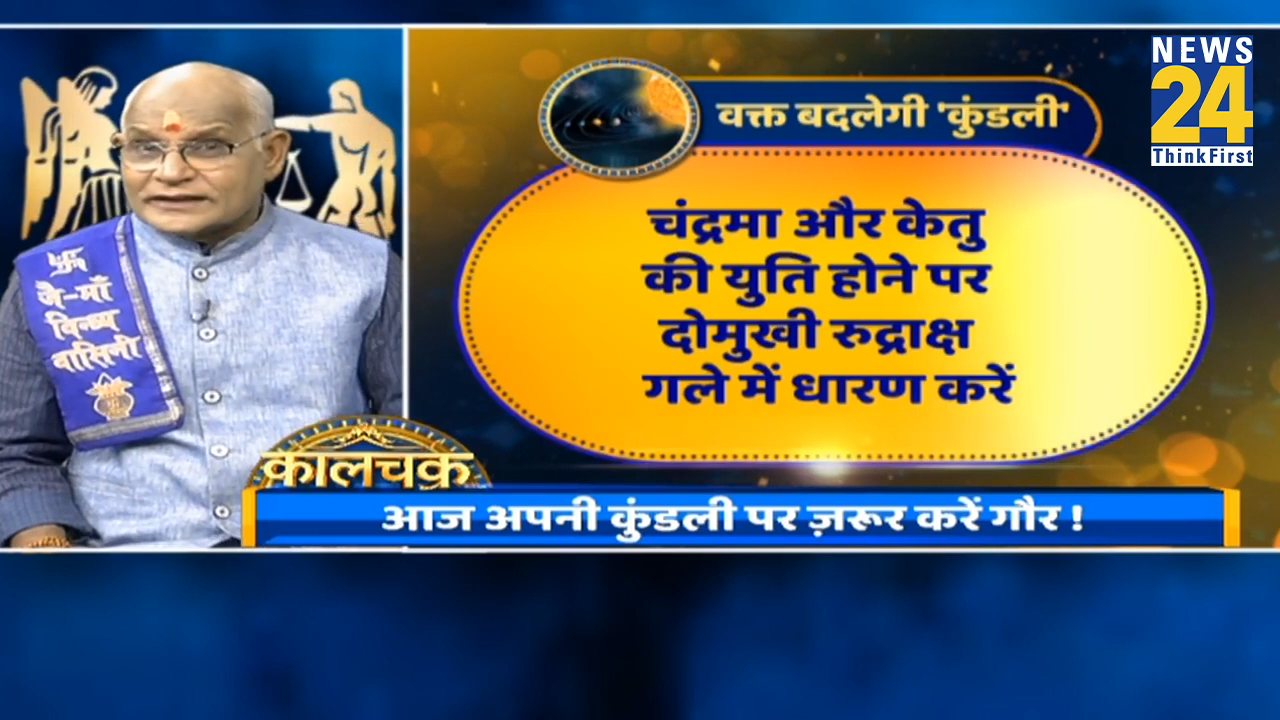 NEWS
24
ThinkFirst
वक्त बदलेगी 'कुंडली'
चंद्रमा और केतु
की युति होने पर
दोमुखी रुद्राक्ष
गले में धारण करें
जै-माँ
विन्ध्य
वासिनी
कालचक्र
आज अपनी कुंडली पर ज़रूर करें गौर !